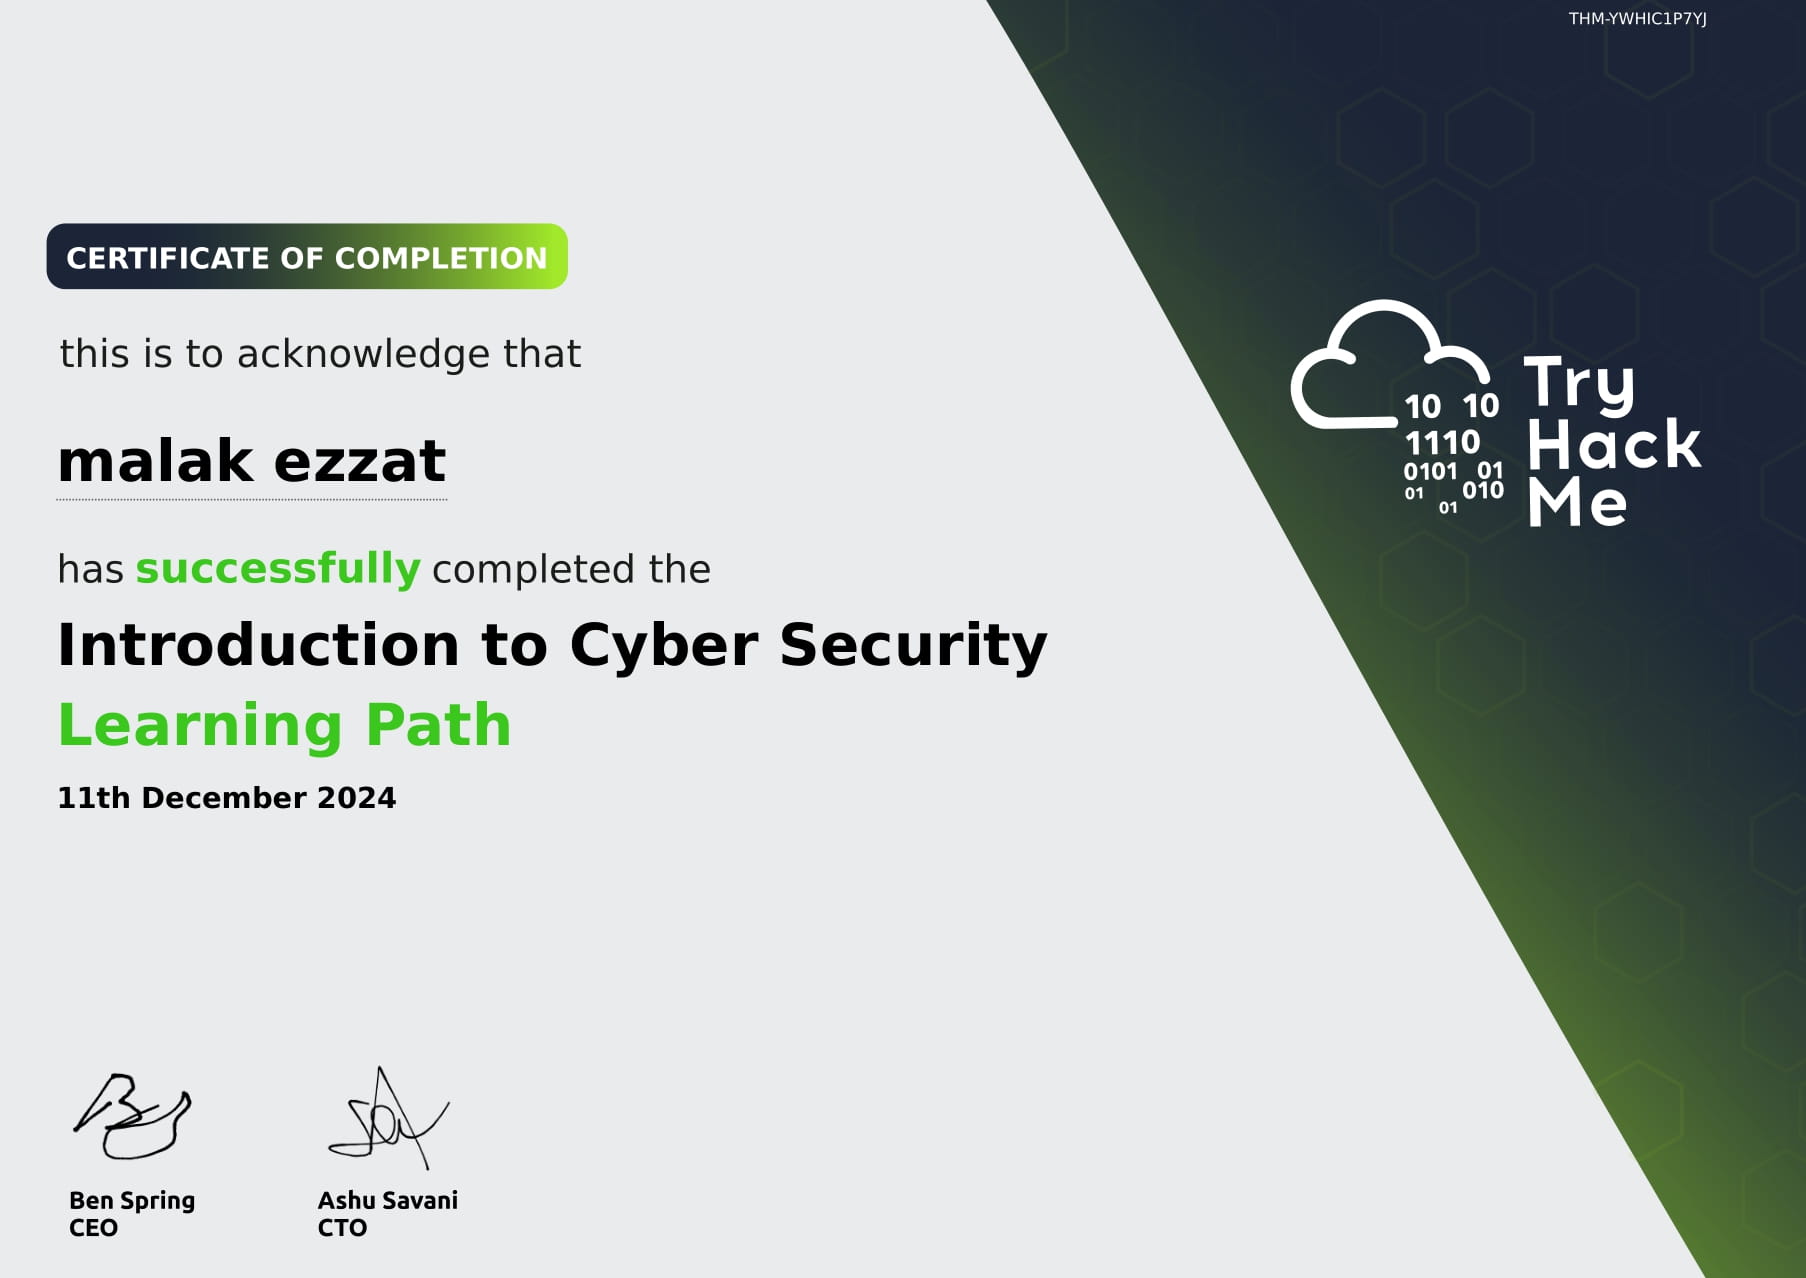 THM-YWHIC1P7YJ
CERTIFICATE OF COMPLETION
this is to acknowledge that
malak ezzat
has successfully completed the
Introduction to Cyber Security
Learning Path
11th December 2024
10 10
1110
0101 01
01 010
01
Try
Hack
Me
Ben Spring
CEO
Ashu Savani
CTO